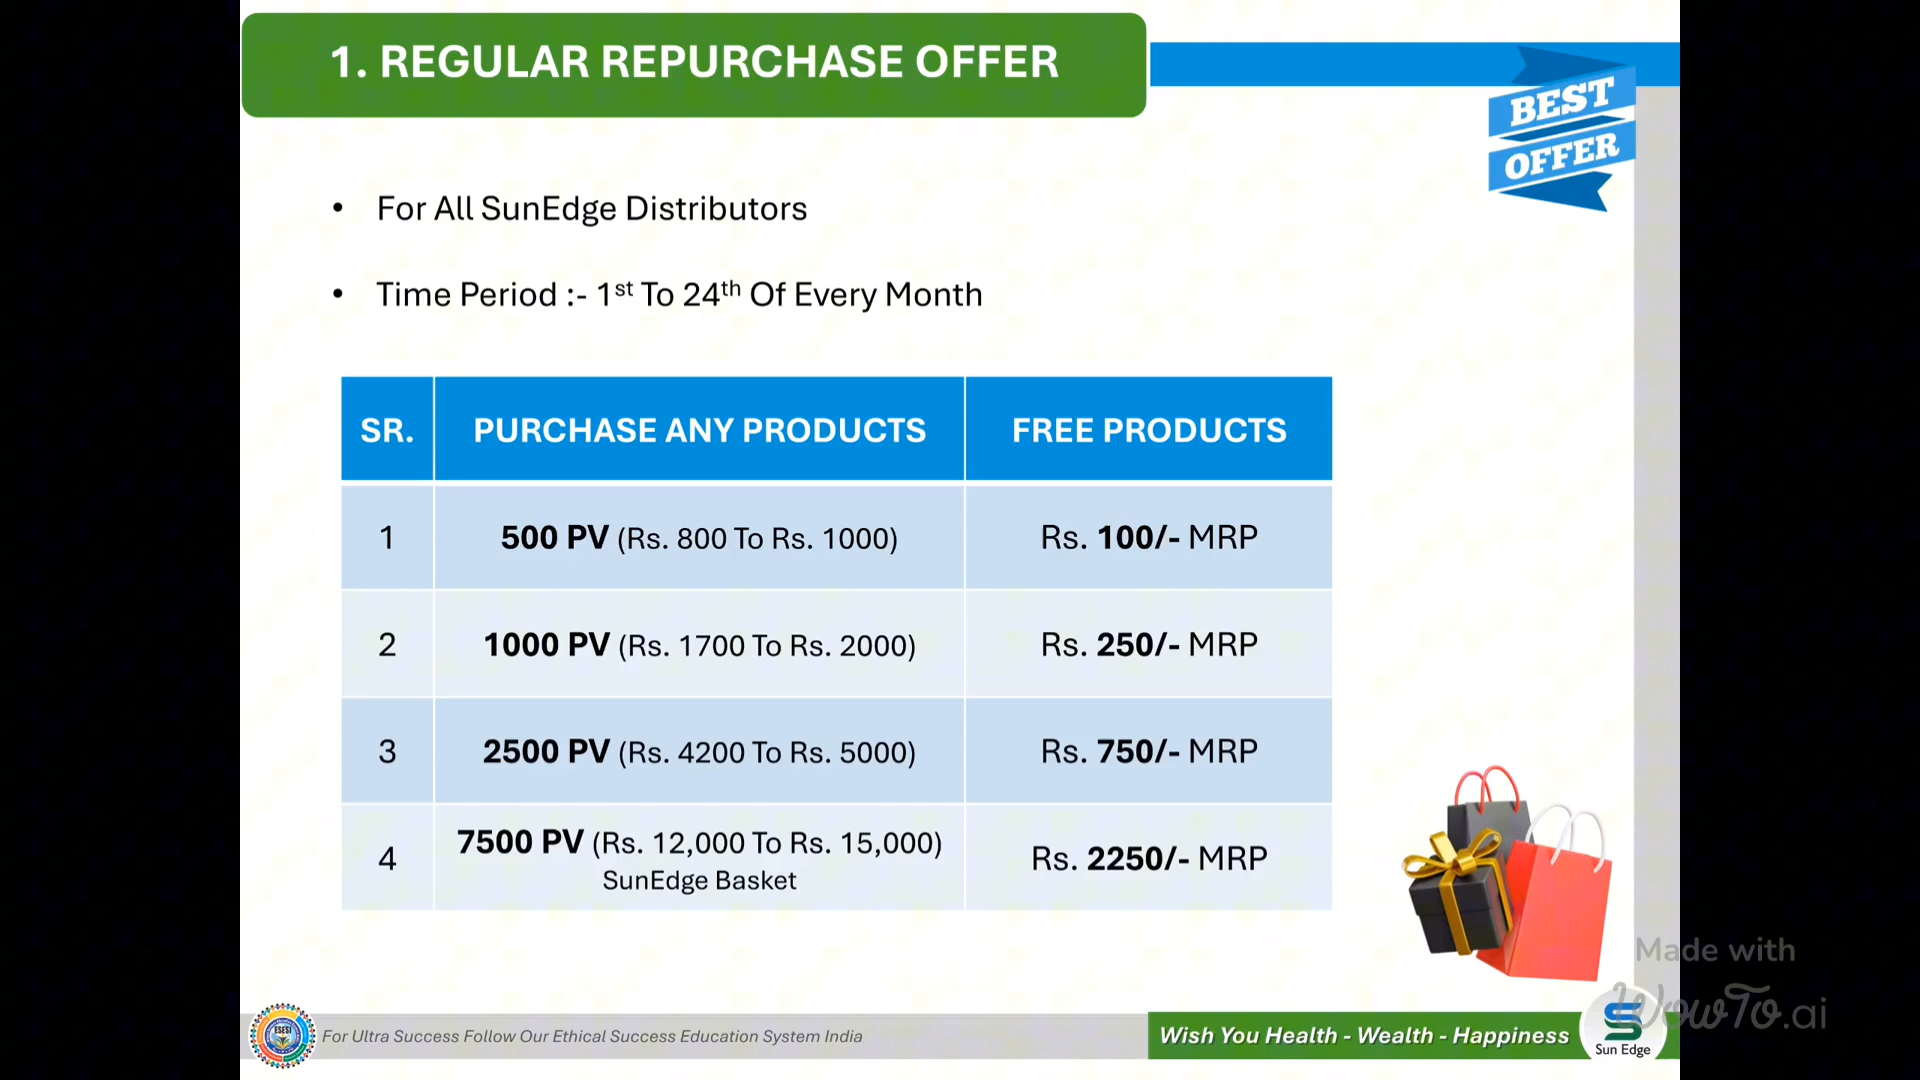 1. REGULAR REPURCHASE OFFER
BEST
OFFER
• For All SunEdge Distributors
• Time Period :- 1st To 24th Of Every Month
SR. PURCHASE ANY PRODUCTS FREE PRODUCTS
1 500 PV (Rs. 800 To Rs. 1000) Rs. 100/- MRP
2 1000 PV (Rs. 1700 To Rs. 2000) Rs. 250/- MRP
3 2500 PV (Rs. 4200 To Rs. 5000) Rs. 750/- MRP
4 7500 PV (Rs. 12,000 To Rs. 15,000) Rs. 2250/- MRP
SunEdge Basket
Made with
WowTo.ai
ESESI
For Ultra Success Follow Our Ethical Success Education System India
Wish You Health - Wealth - Happiness
Sun Edge